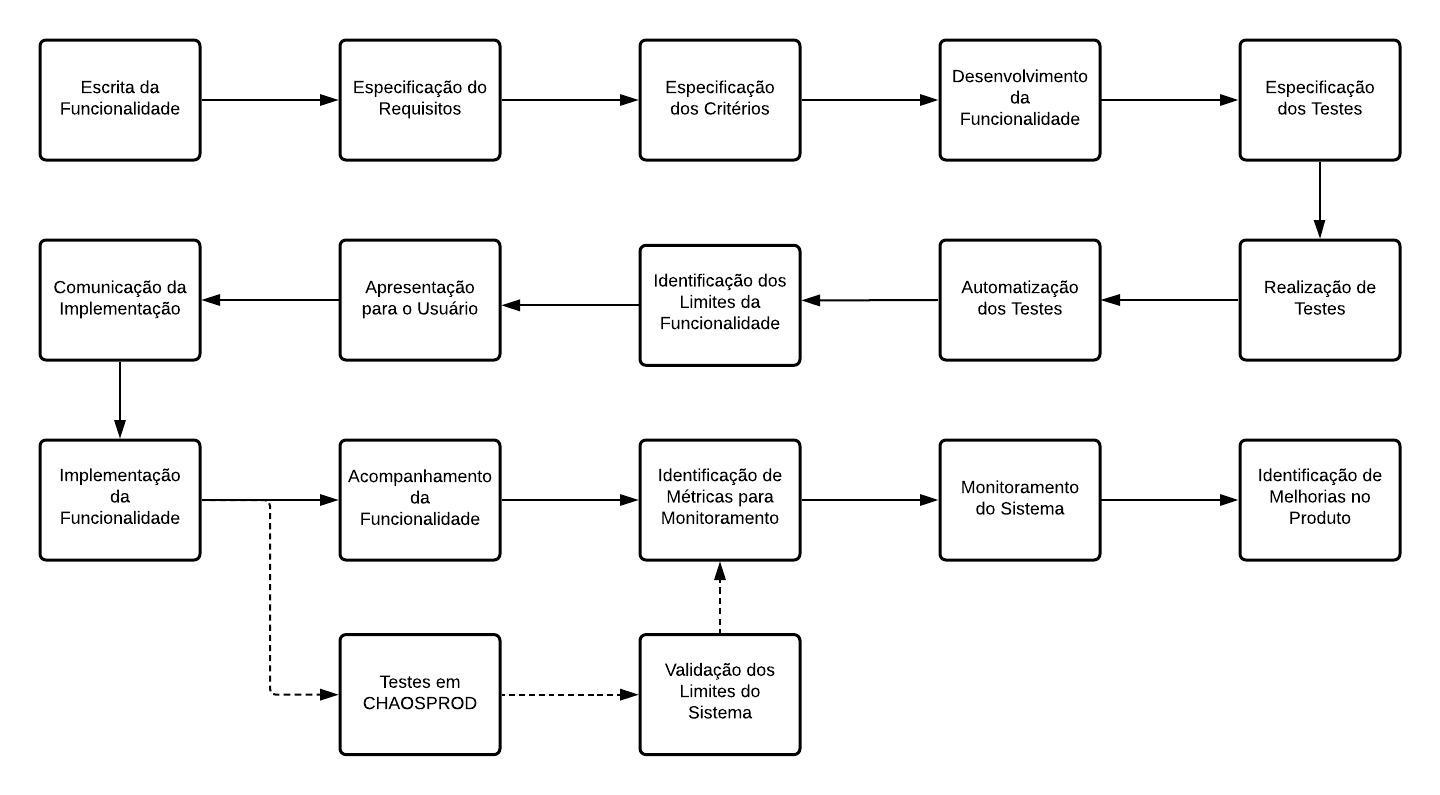 Escrita da
Funcionalidade
Especificação do
Requisitos
Especificação
dos Critérios
Desenvolvimento
da
Funcionalidade
Especificação
dos Testes
Comunicação da
Implementação
Apresentação
para o Usuário
Identificação dos
Limites da
Funcionalidade
Automatização
dos Testes
Realização de
Testes
Implementação
da
Funcionalidade
Acompanhamento
da
Funcionalidade
Identificação de
Métricas para
Monitoramento
Monitoramento
do Sistema
Identificação de
Melhorias no
Produto
Testes em
CHAOSPROD
Validação dos
Limites do
Sistema